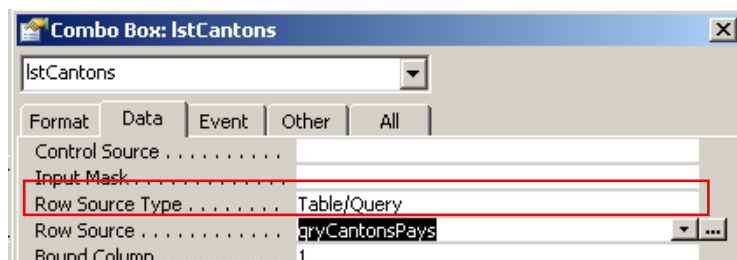 Combo Box: lstCantons
lstCantons
Format Data Event Other All
Control Source . . . . . . . . . .
Input Mask . . . . . . . . . . . . .
Row Source Type . . . . . . . . Table/Query
Row Source . . . . . . . . . . . . qryCantonsPays ...
Bound Column . . . . . . . . . . 1